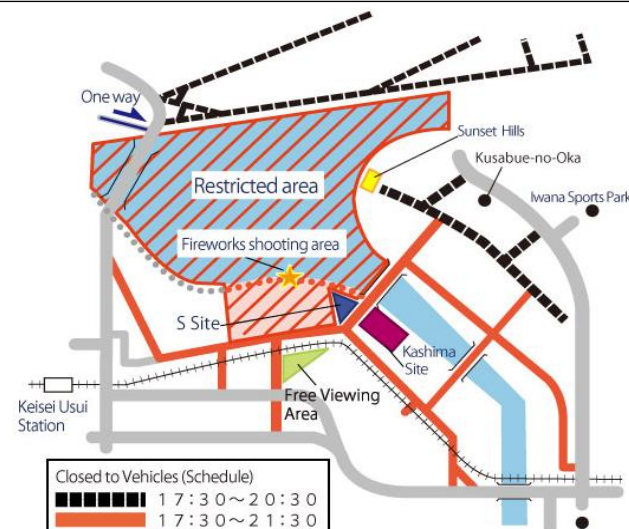 One way
Sunset Hills
Kusabue-no-Oka
Restricted area
Iwana Sports Park
Fireworks shooting area
S Site
Kashima
Site
Keisei Usui
Station
Free Viewing
Area
Closed to Vehicles (Schedule)
17:30～20:30
17:30～21:30